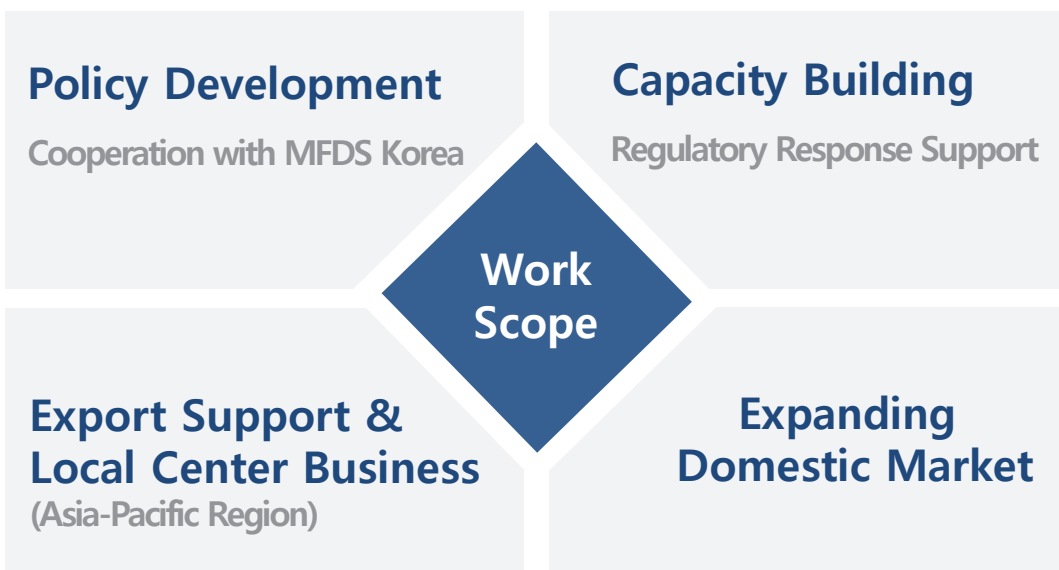 Policy Development
Cooperation with MFDS Korea
Capacity Building
Regulatory Response Support
Work
Scope
Export Support &
Local Center Business
(Asia-Pacific Region)
Expanding
Domestic Market